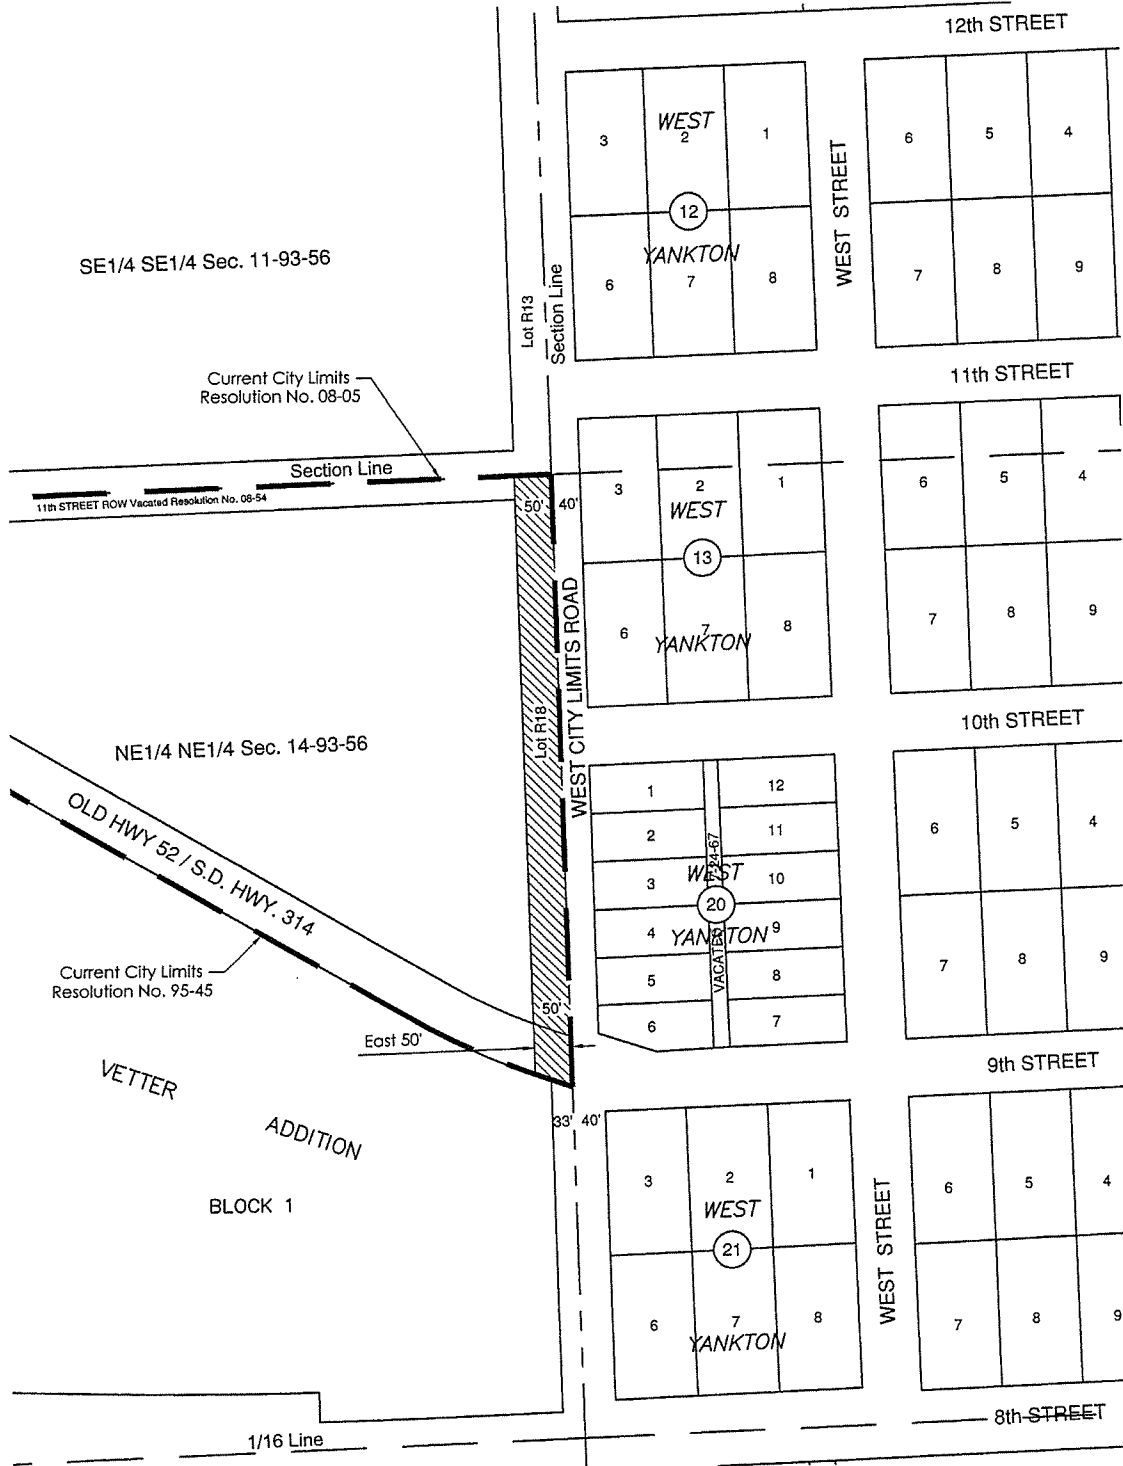 12th STREET
3
WEST
2
1
6
5
4
12
WEST STREET
YANKTON
6
7
8
7
8
9
SE1/4 SE1/4 Sec. 11-93-56
Lot R13
Section Line
Current City Limits
Resolution No. 08-05
11th STREET
Section Line
11th STREET ROW Vacated Resolution No. 08-54
50'
40'
3
2
1
WEST
6
5
4
13
6
7
8
YANKTON
7
8
9
WEST CITY LIMITS ROAD
Lot R18
10th STREET
NE1/4 NE1/4 Sec. 14-93-56
OLD HWY 52 / S.D. HWY. 314
1
12
2
11
3
WEST
10
20
4
YANKTON
9
5
8
6
7
VACATED 7-24-67
6
5
4
7
8
9
Current City Limits
Resolution No. 95-45
50'
East 50'
9th STREET
VETTER
ADDITION
BLOCK 1
33'
40'
3
2
1
WEST
21
6
7
8
YANKTON
WEST STREET
6
5
4
7
8
9
8th STREET
1/16 Line